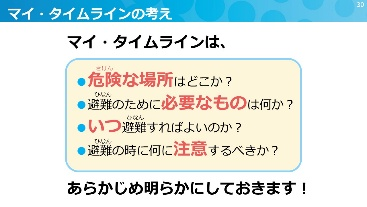 30
マイ・タイムラインの考え
マイ・タイムラインは、
●危険な場所はどこか？
●避難のために必要なものは何か？
●いつ避難すればよいのか？
●避難の時に何に注意するべきか？
あらかじめ明らかにしておきます！